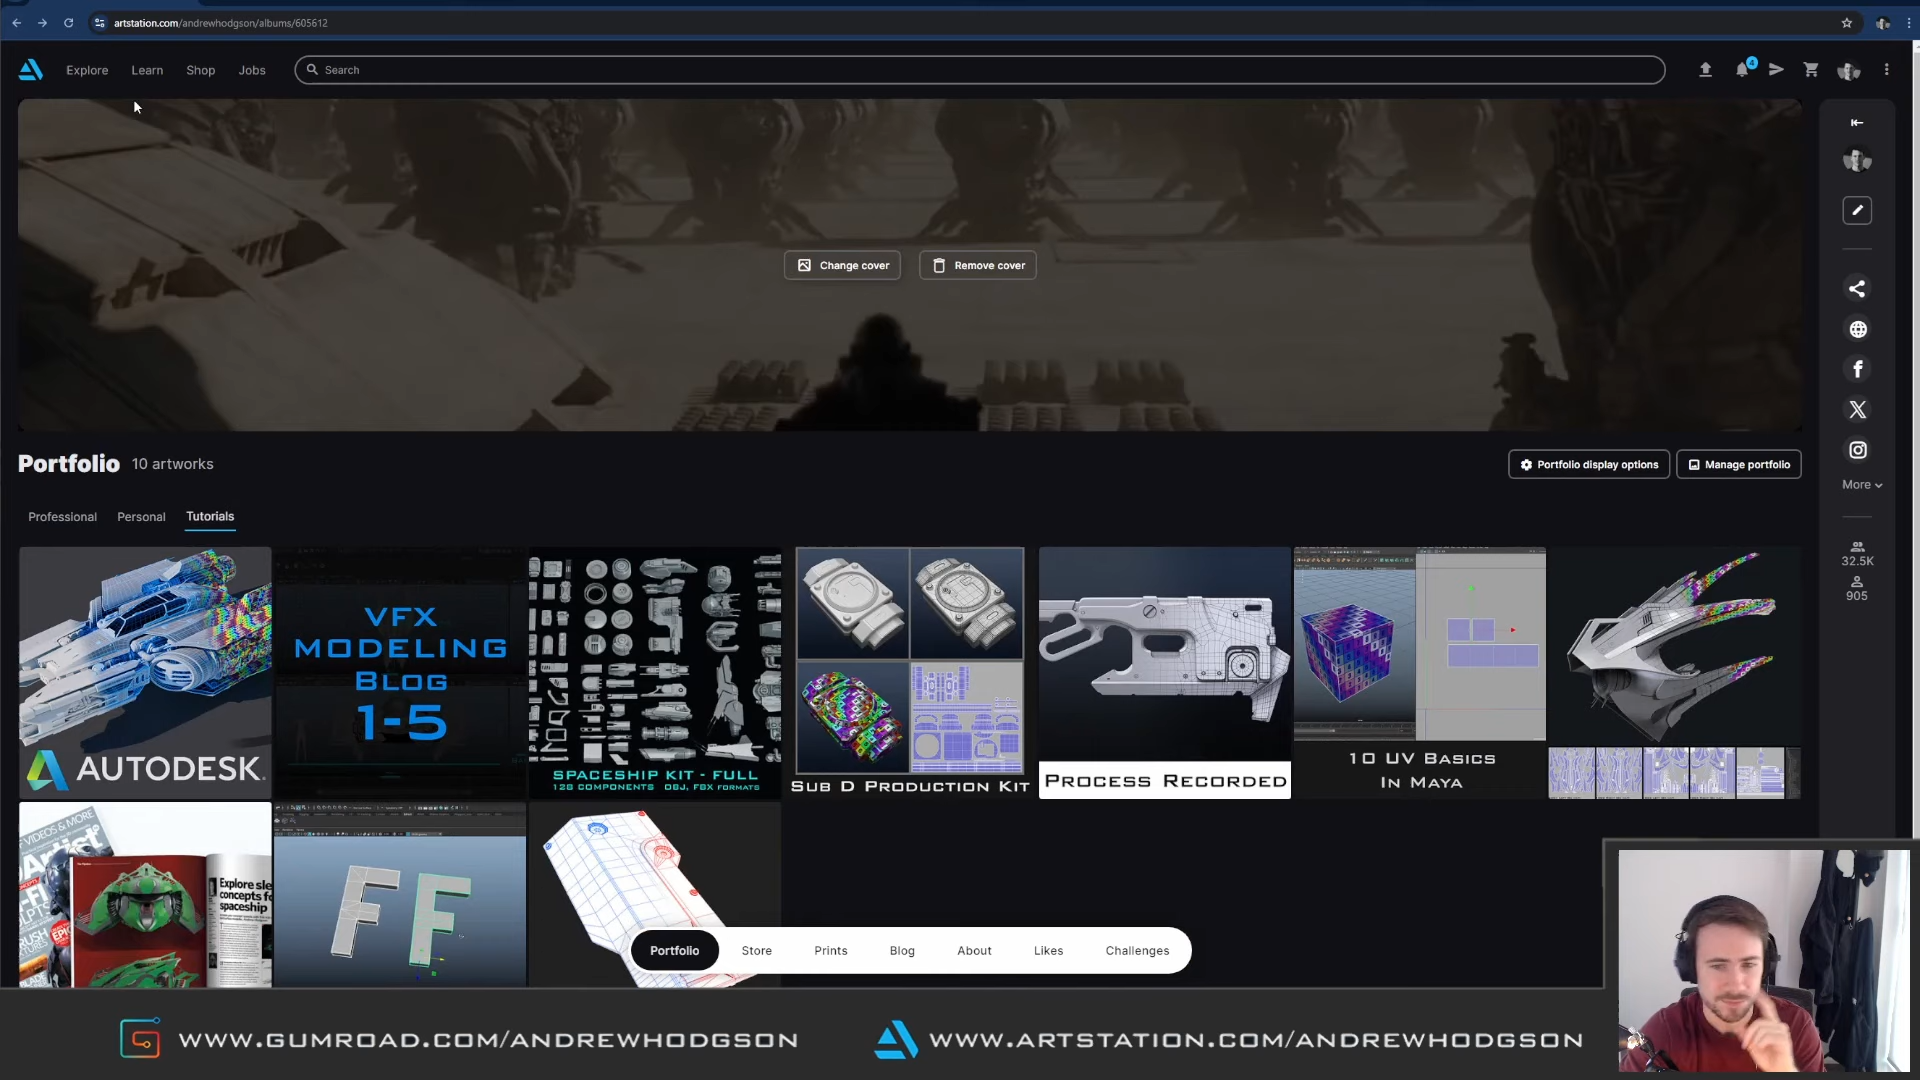 artstation.com/andrewhodgson/albums/605612
Explore
Learn
Shop
Jobs
Search
4
Change cover
Remove cover
Portfolio 10 artworks
Portfolio display options
Manage portfolio
More
Professional
Personal
Tutorials
32.5K
905
AUTODESK
VFX
MODELING
BLOG
1-5
SPACESHIP KIT - FULL
128 COMPONENTS OBJ, FBX FORMATS
SUB D PRODUCTION KIT
PROCESS RECORDED
10 UV BASICS
IN MAYA
Explore sle
concepts fo
spaceship
Portfolio
Store
Prints
Blog
About
Likes
Challenges
WWW.GUMROAD.COM/ANDREWHODGSON
WWW.ARTSTATION.COM/ANDREWHODGSON